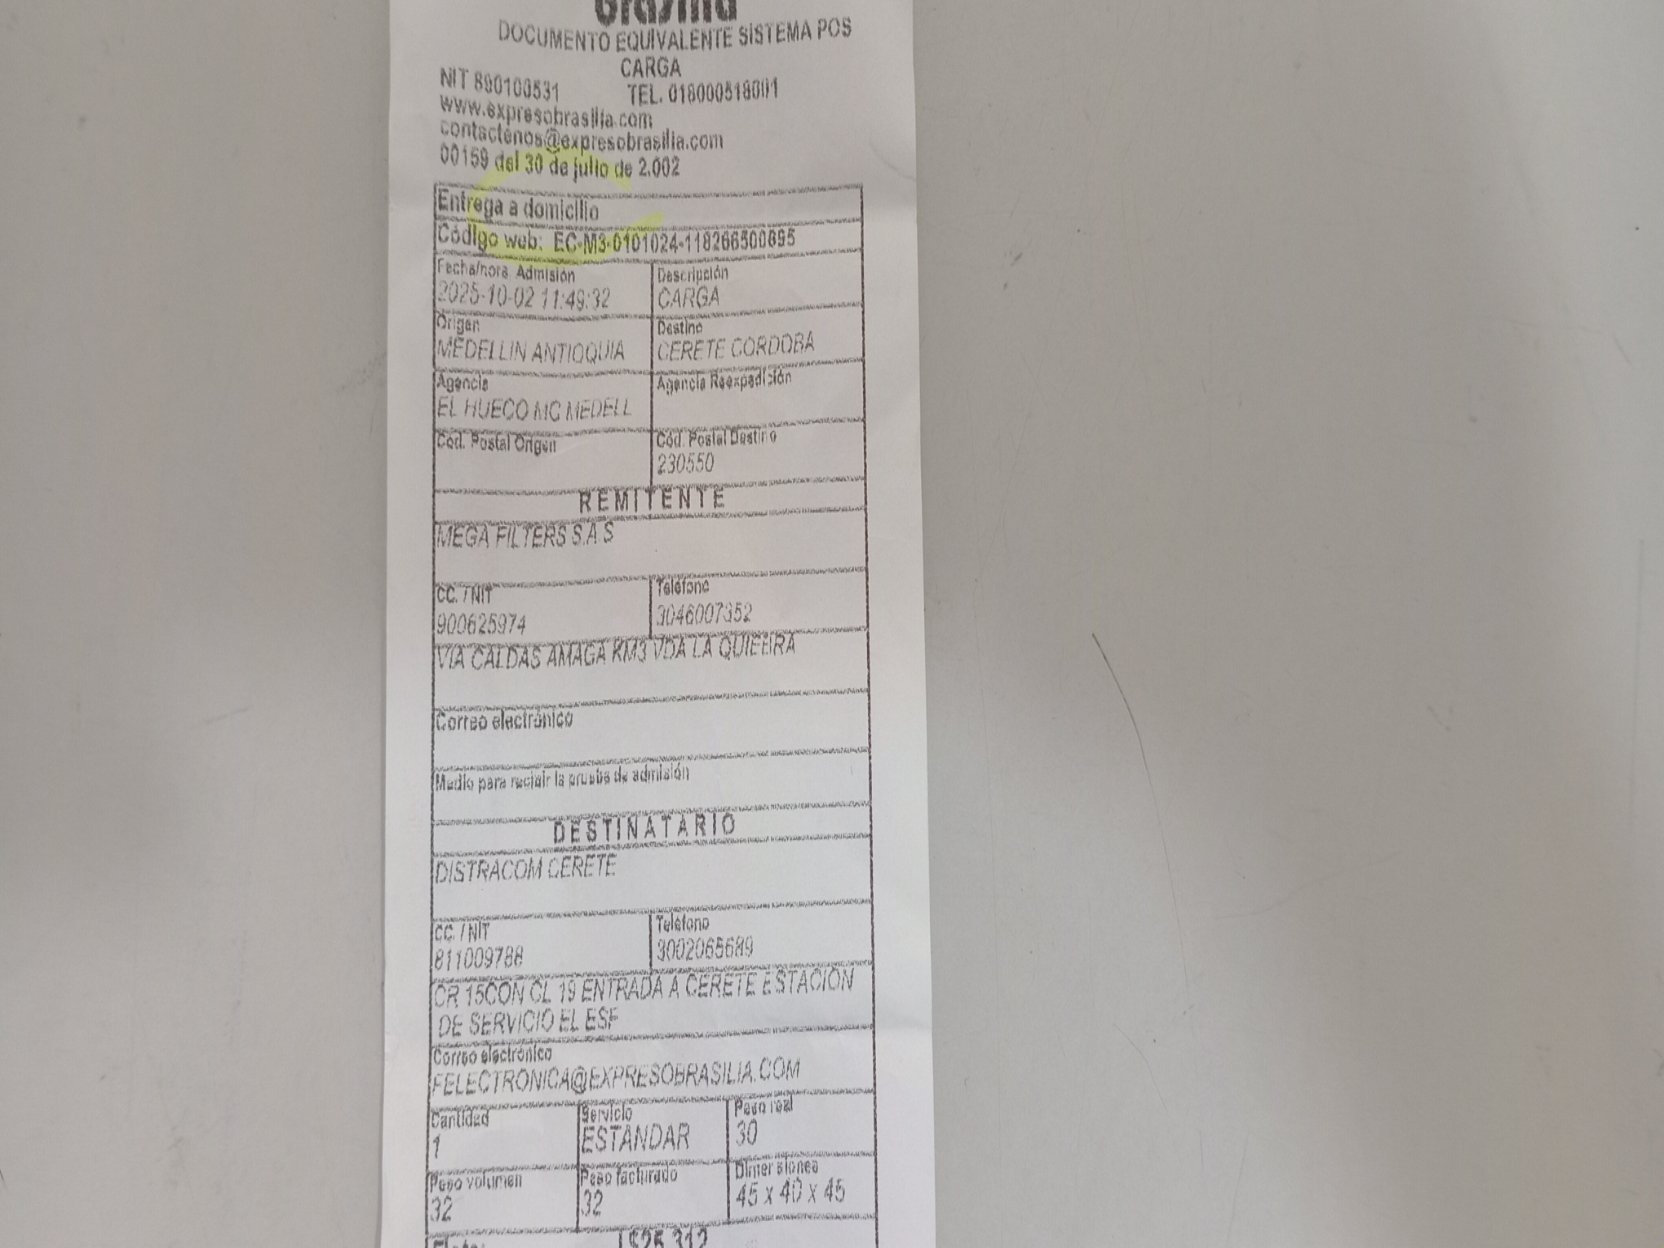 Brasilia
DOCUMENTO EQUIVALENTE SISTEMA POS
CARGA
NIT 890100531 TEL. 018000518001
www.expresobrasilia.com
contactenos@expresobrasilia.com
00159 del 30 de julio de 2.002
Entrega a domicilio
Código web: EC-M3-0101024-118266500695
Fecha/hora Admisión Descripción
2025-10-02 11:49:32 CARGA
Origen Destino
MEDELLIN ANTIOQUIA CERETE CORDOBA
Agencia Agencia Reexpedición
EL HUECO MC MEDELL
Cód. Postal Origen Cód. Postal Destino
230550
REMITENTE
MEGA FILTERS S.A S
CC. / NIT Teléfono
900625974 3046007352
VIA CALDAS AMAGA KM3 VDA LA QUIEBRA
Correo electrónico
Medio para recibir la prueba de admisión
DESTINATARIO
DISTRACOM CERETE
CC. / NIT Teléfono
811009788 3002065689
CR 15CON CL 19 ENTRADA A CERETE ESTACION
DE SERVICIO EL ESF
Correo electrónico
FELECTRONICA@EXPRESOBRASILIA.COM
Cantidad Servicio Peso real
1 ESTANDAR 30
Peso volumen Peso facturado Dimensiones
32 32 45 x 40 x 45
Flete: $25,312